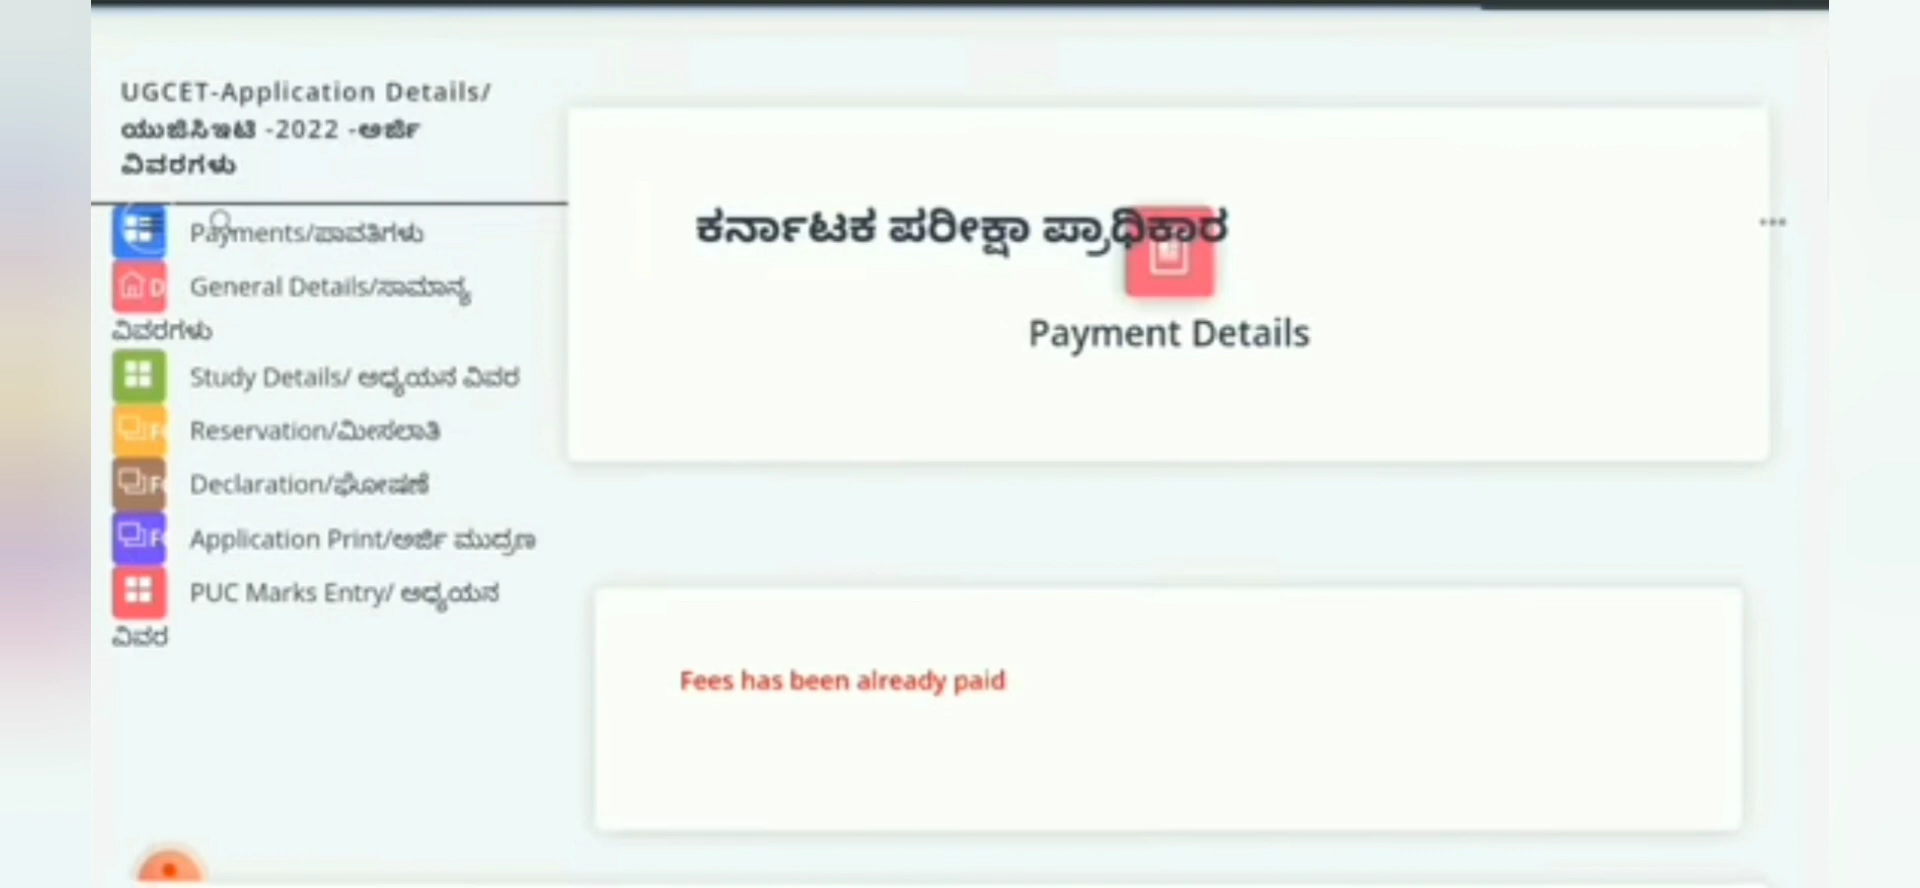 UGCET-Application Details/
ಯುಜಿಸಿಇಟಿ -2022 -ಅರ್ಜಿ
ವಿವರಗಳು
Payments/ಪಾವತಿಗಳು
General Details/ಸಾಮಾನ್ಯ
ವಿವರಗಳು
Study Details/ ಅಧ್ಯಯನ ವಿವರ
Reservation/ಮೀಸಲಾತಿ
Declaration/ಘೋಷಣೆ
Application Print/ಅರ್ಜಿ ಮುದ್ರಣ
PUC Marks Entry/ ಅಧ್ಯಯನ
ವಿವರ
ಕರ್ನಾಟಕ ಪರೀಕ್ಷಾ ಪ್ರಾಧಿಕಾರ
Payment Details
Fees has been already paid